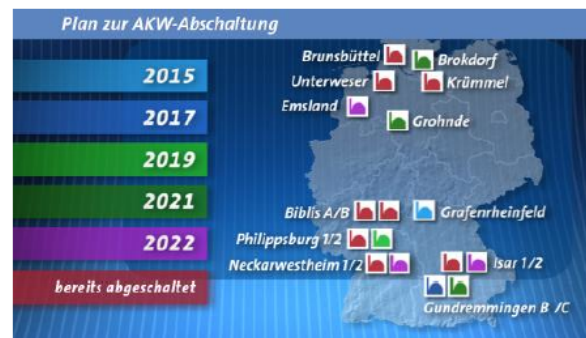 Plan zur AKW-Abschaltung
2015
2017
2019
2021
2022
bereits abgeschaltet
Brunsbüttel
Brokdorf
Unterweser
Krümmel
Emsland
Grohnde
Biblis A/B
Grafenrheinfeld
Philippsburg 1/2
Neckarwestheim 1/2
Isar 1/2
Gundremmingen B /C